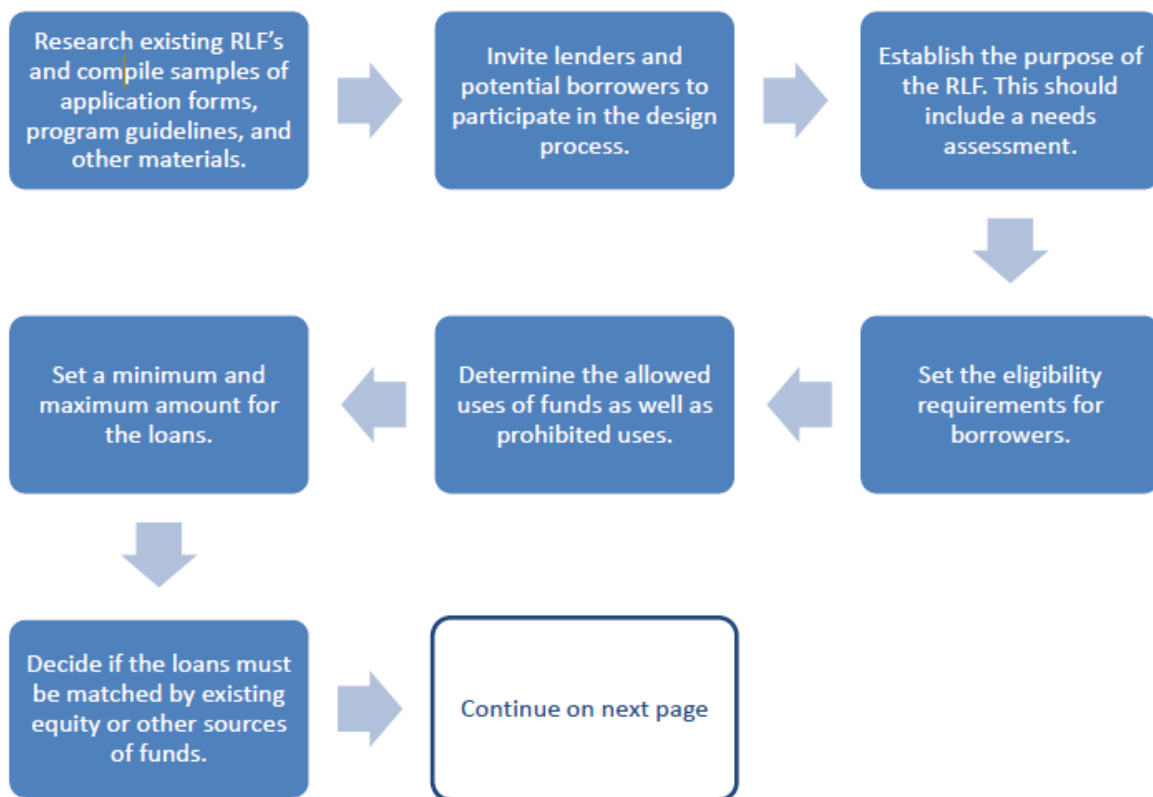 Research existing RLF’s
and compile samples of
application forms,
program guidelines, and
other materials.
Invite lenders and
potential borrowers to
participate in the design
process.
Establish the purpose of
the RLF. This should
include a needs
assessment.
Set the eligibility
requirements for
borrowers.
Determine the allowed
uses of funds as well as
prohibited uses.
Set a minimum and
maximum amount for
the loans.
Decide if the loans must
be matched by existing
equity or other sources
of funds.
Continue on next page